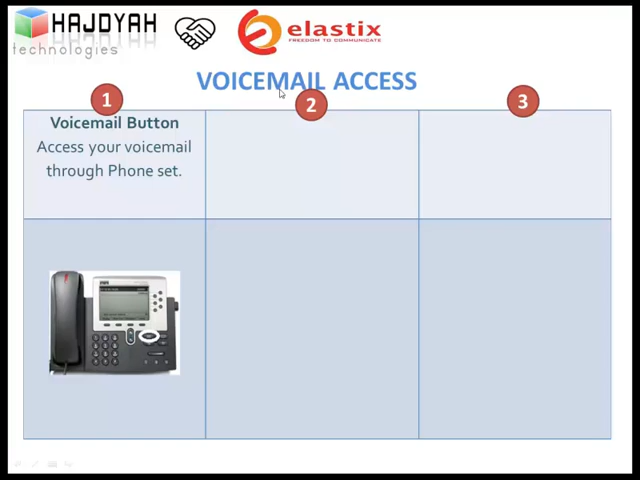 HAJDYAH
technologies
elastix
FREEDOM TO COMMUNICATE
VOICEMAIL ACCESS
1
2
3
Voicemail Button
Access your voicemail
through Phone set.